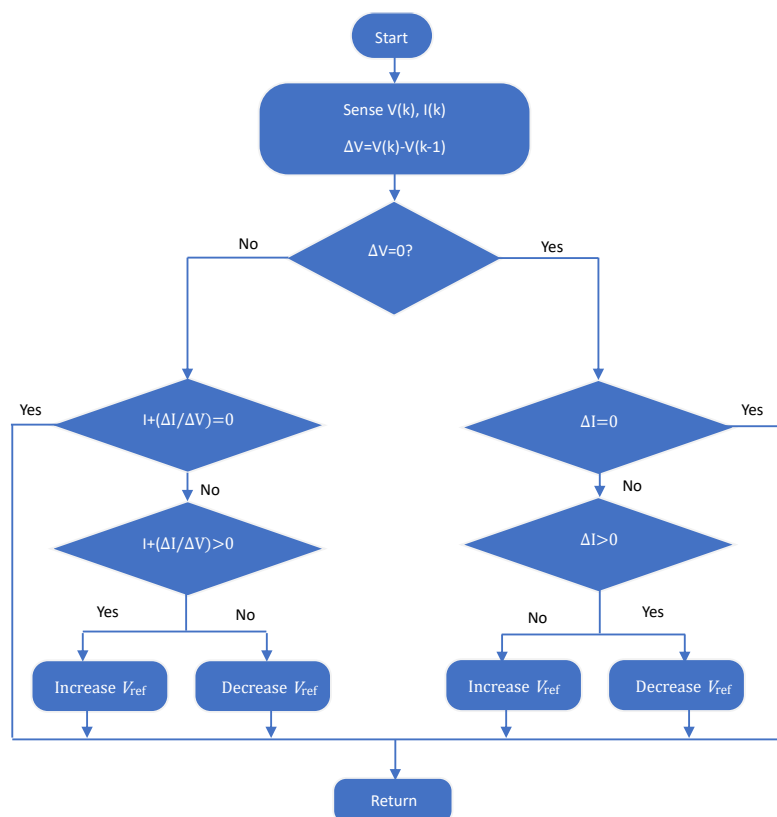 Start
Sense V(k), I(k)
ΔV=V(k)-V(k-1)
ΔV=0?
No
Yes
I+(ΔI/ΔV)=0
Yes
No
ΔI=0
Yes
No
I+(ΔI/ΔV)>0
Yes
No
ΔI>0
No
Yes
Increase Vref
Decrease Vref
Increase Vref
Decrease Vref
Return